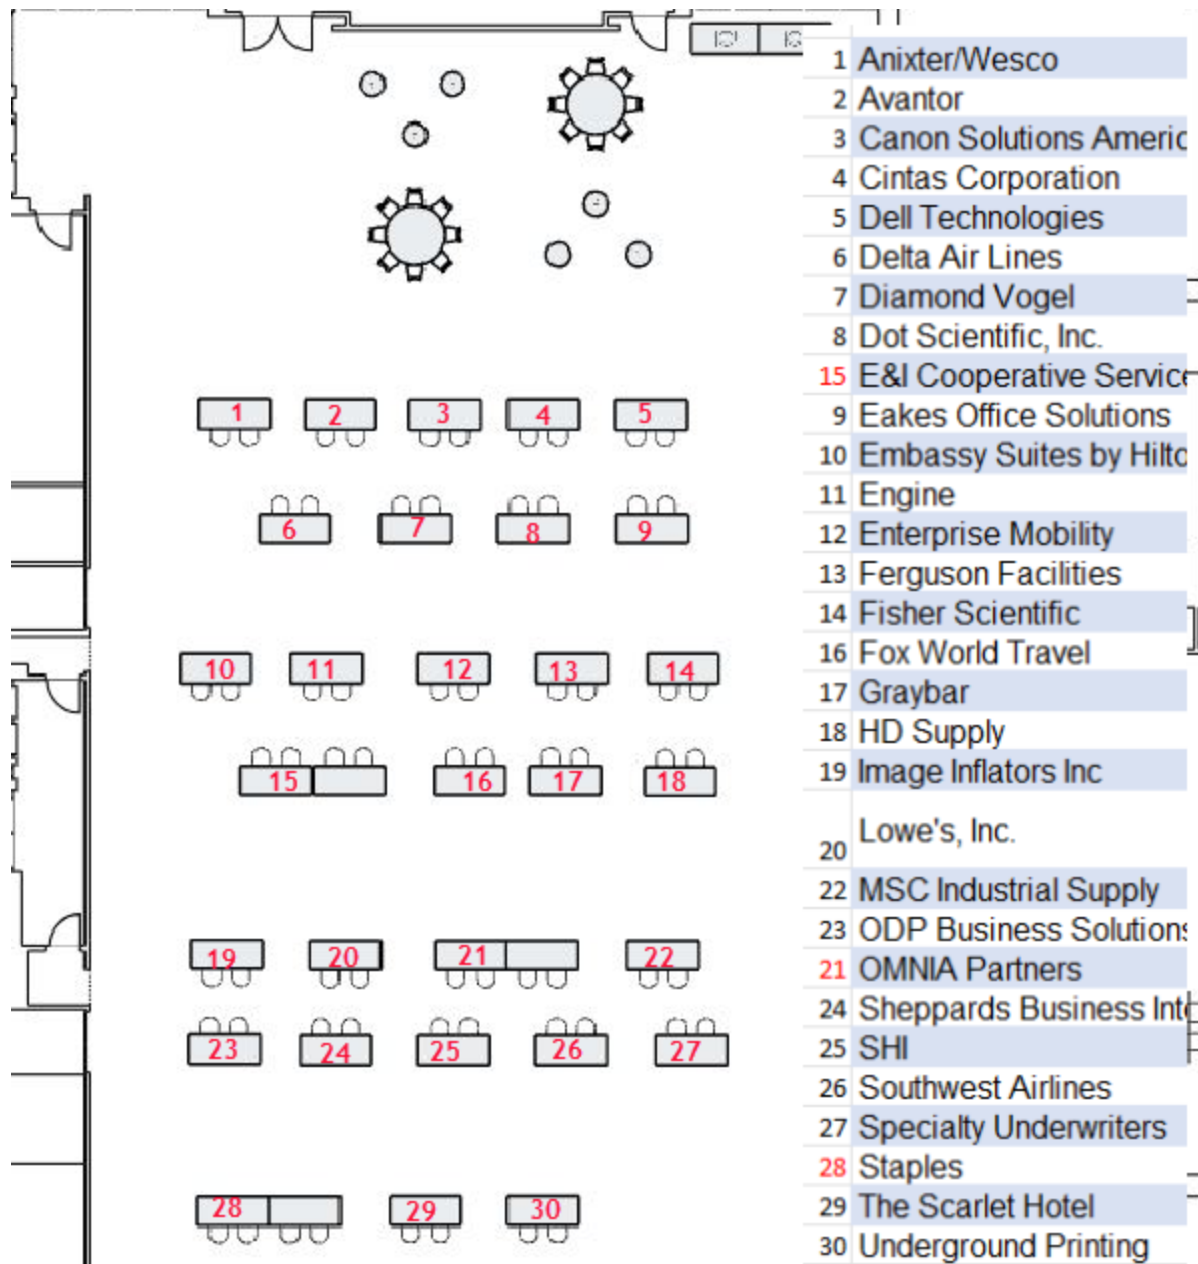 1 Anixter/Wesco
2 Avantor
3 Canon Solutions Americ
4 Cintas Corporation
5 Dell Technologies
6 Delta Air Lines
7 Diamond Vogel
8 Dot Scientific, Inc.
15 E&I Cooperative Service
9 Eakes Office Solutions
10 Embassy Suites by Hilto
11 Engine
12 Enterprise Mobility
13 Ferguson Facilities
14 Fisher Scientific
16 Fox World Travel
17 Graybar
18 HD Supply
19 Image Inflators Inc
20 Lowe's, Inc.
22 MSC Industrial Supply
23 ODP Business Solutions
21 OMNIA Partners
24 Sheppards Business Inte
25 SHI
26 Southwest Airlines
27 Specialty Underwriters
28 Staples
29 The Scarlet Hotel
30 Underground Printing
1 2 3 4 5
6 7 8 9
10 11 12 13 14
15 16 17 18
19 20 21 22
23 24 25 26 27
28 29 30